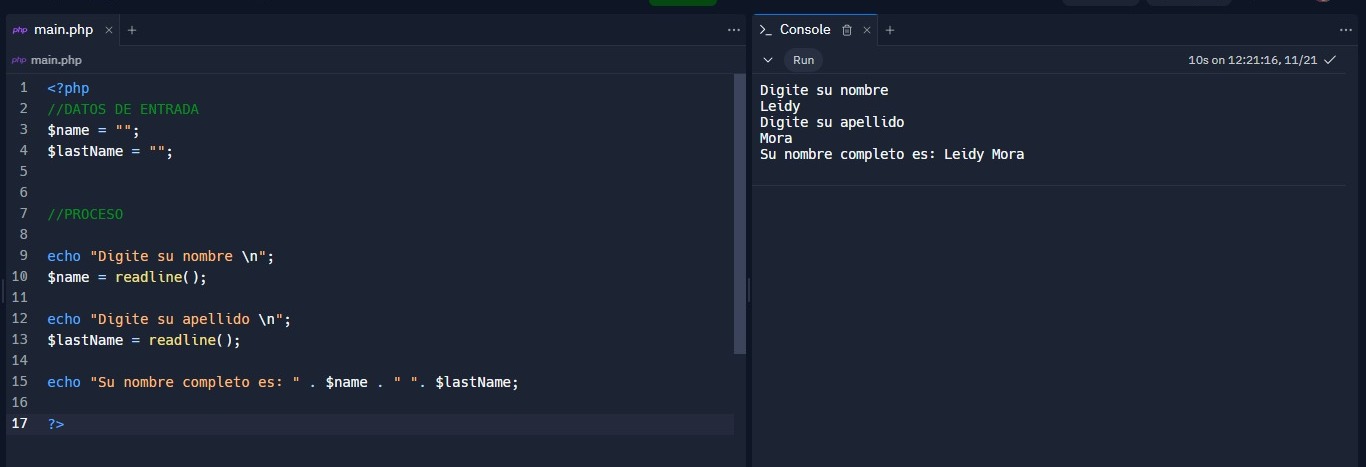 php main.php × +
php main.php
1 <?php
2 //DATOS DE ENTRADA
3 $name = "";
4 $lastName = "";
5
6
7 //PROCESO
8
9 echo "Digite su nombre \n";
10 $name = readline();
11
12 echo "Digite su apellido \n";
13 $lastName = readline();
14
15 echo "Su nombre completo es: " . $name . " ". $lastName;
16
17 ?>
>_ Console × +
Run 10s on 12:21:16, 11/21
Digite su nombre
Leidy
Digite su apellido
Mora
Su nombre completo es: Leidy Mora